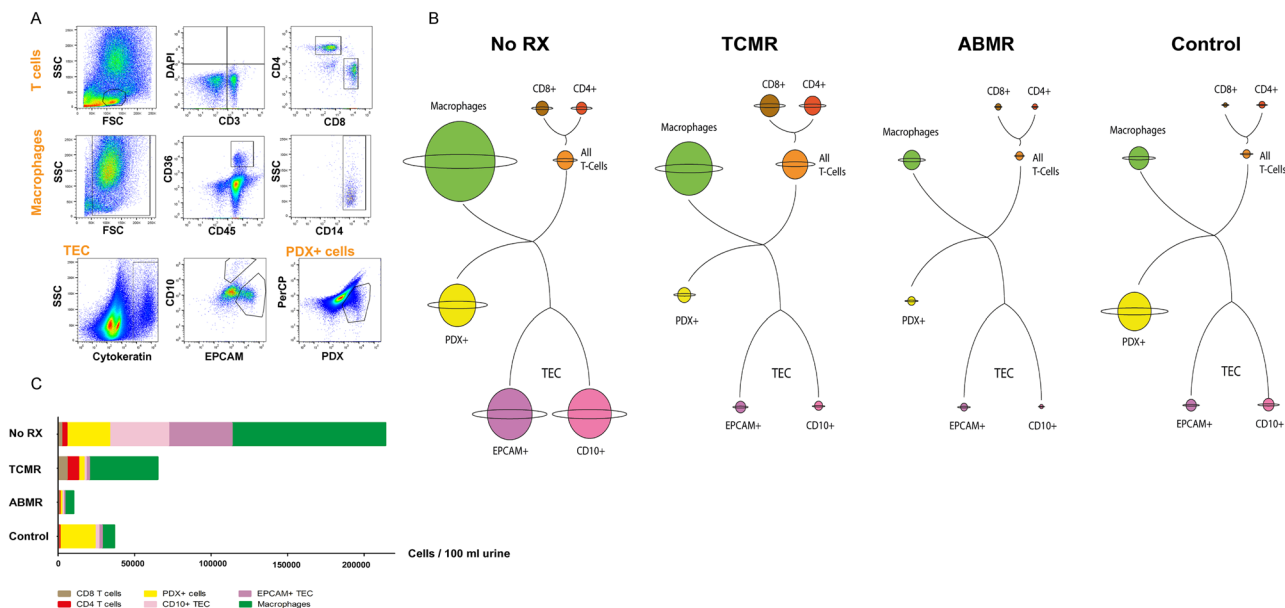 A
T cells
SSC
FSC
DAPI
CD3
CD4
CD8
Macrophages
SSC
FSC
CD36
CD45
SSC
CD14
TEC
SSC
Cytokeratin
CD10
EPCAM
PDX+ cells
PerCP
PDX
B
No RX
Macrophages
CD8+
CD4+
All
T-Cells
PDX+
TEC
EPCAM+
CD10+
TCMR
Macrophages
CD8+
CD4+
All
T-Cells
PDX+
TEC
EPCAM+
CD10+
ABMR
Macrophages
CD8+
CD4+
All
T-Cells
PDX+
TEC
EPCAM+
CD10+
Control
Macrophages
CD8+
CD4+
All
T-Cells
PDX+
TEC
EPCAM+
CD10+
C
No RX
TCMR
ABMR
Control
0
50000
100000
150000
200000
Cells / 100 ml urine
CD8 T cells
PDX+ cells
EPCAM+ TEC
CD4 T cells
CD10+ TEC
Macrophages